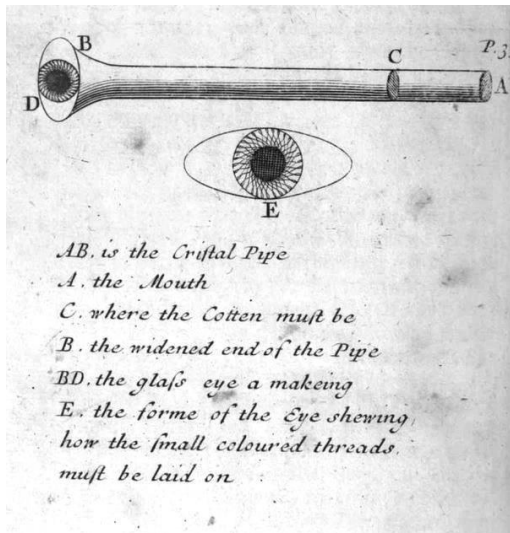 B
C
P.3.
D
A
E
AB. is the Criſtal Pipe
A. the Mouth
C. where the Cotten muſt be
B. the widened end of the Pipe
BD. the glaſs eye a makeing
E. the forme of the Eye shewing
how the ſmall coloured threads
muſt be laid on